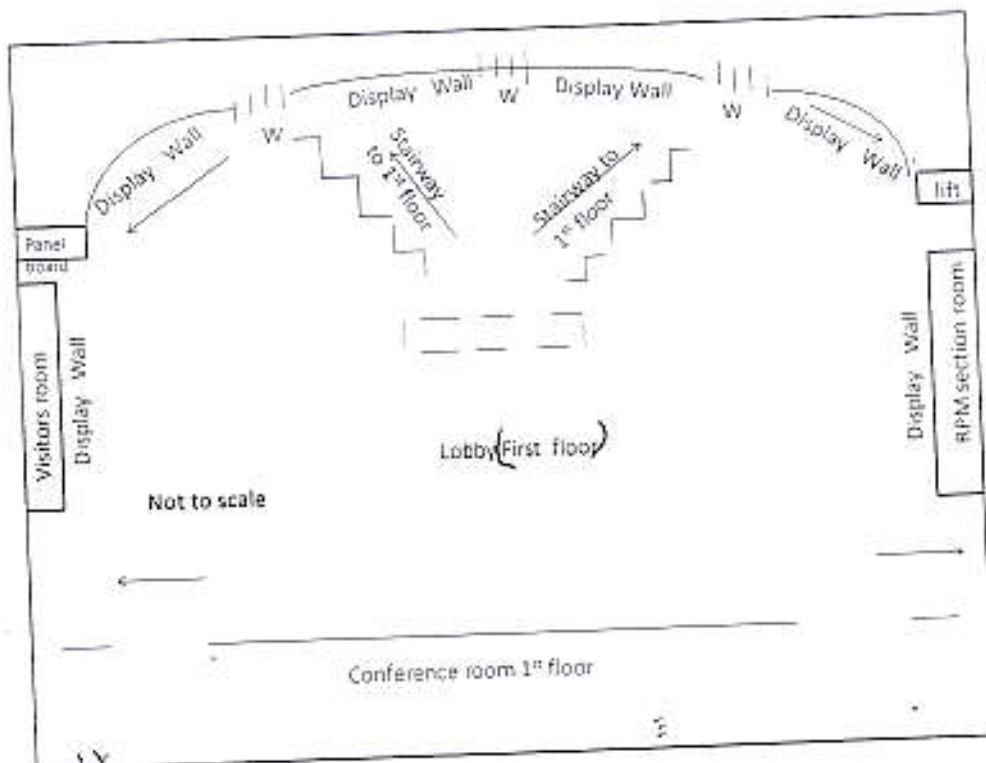 Display Wall
W
Display Wall
W
Display Wall
W
Display Wall
Stairway
to 1st floor
Stairway to
1st floor
lift
Panel
board
Visitors room
Display Wall
Display Wall
RPM section room
Lobby(First floor)
Not to scale
Conference room 1st floor